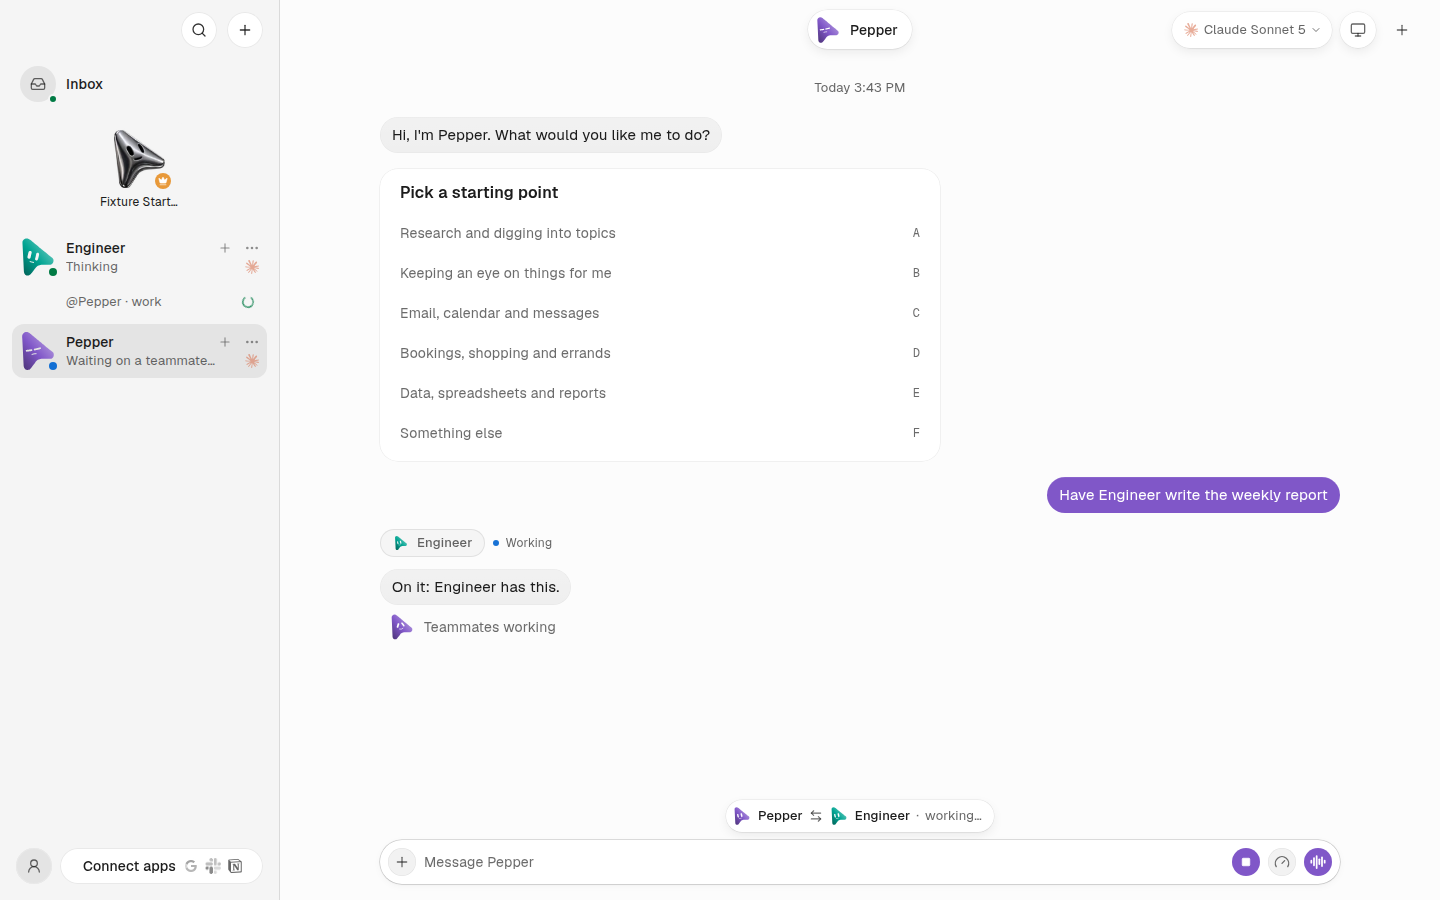 Inbox
Fixture Start…
Engineer
Thinking
@Pepper · work
Pepper
Waiting on a teammate…
Connect apps
Pepper
Claude Sonnet 5
Today 3:43 PM
Hi, I'm Pepper. What would you like me to do?
Pick a starting point
Research and digging into topics A
Keeping an eye on things for me B
Email, calendar and messages C
Bookings, shopping and errands D
Data, spreadsheets and reports E
Something else F
Have Engineer write the weekly report
Engineer Working
On it: Engineer has this.
Teammates working
Pepper Engineer · working…
Message Pepper